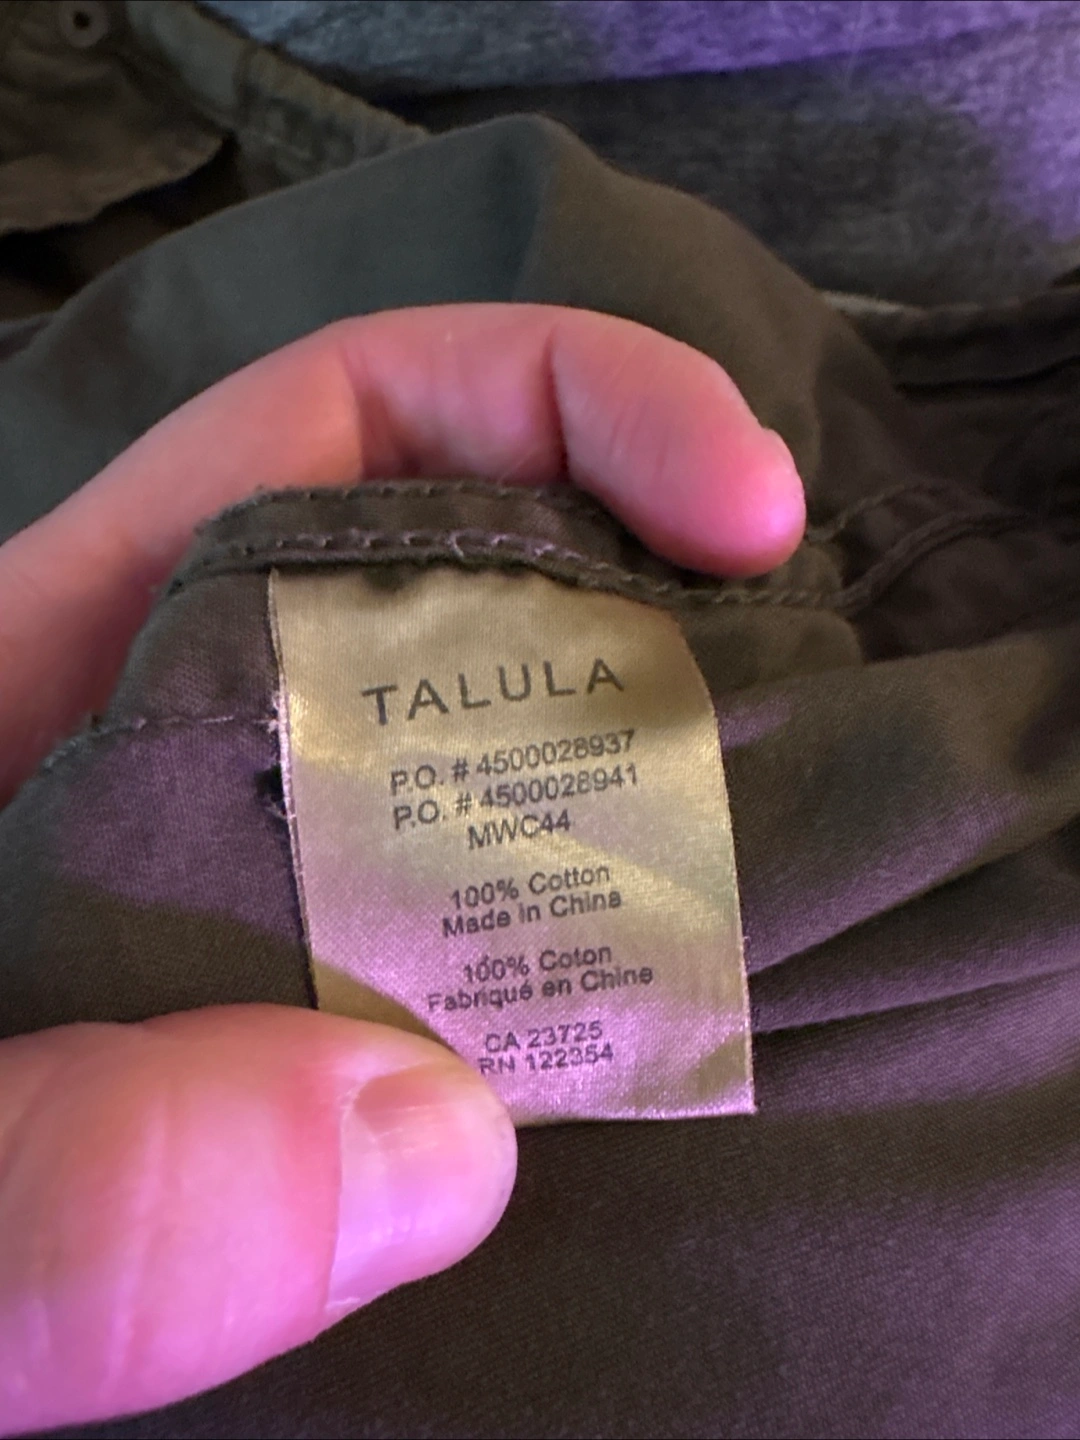 TALULA
P.O. # 4500028937
P.O. # 4500028941
MWC44
100% Cotton
Made in China
100% Coton
Fabriqué en Chine
CA 23725
RN 122354